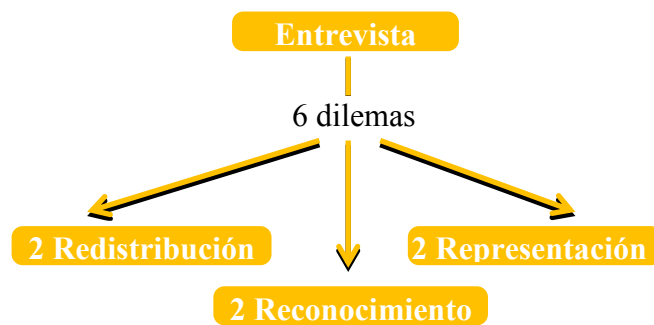 Entrevista
6 dilemas
2 Redistribución
2 Representación
2 Reconocimiento